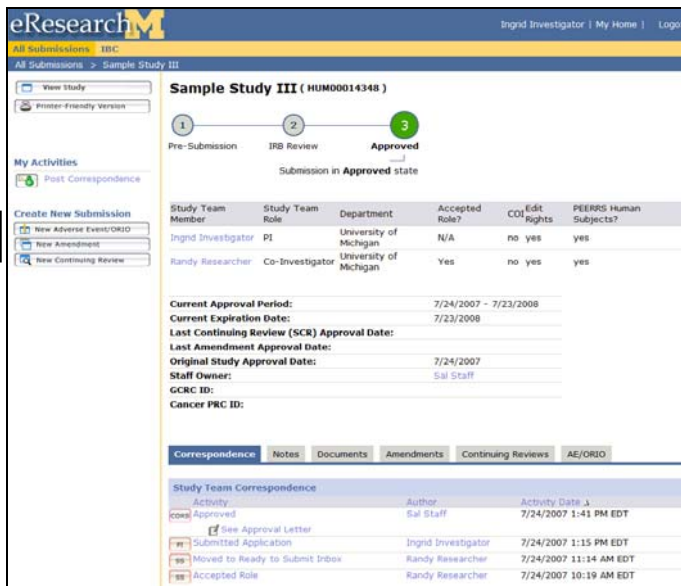 eResearch M
Ingrid Investigator | My Home | Logo
All Submissions IBC
All Submissions > Sample Study III
View Study
Printer-Friendly Version
My Activities
Post Correspondence
Create New Submission
New Adverse Event/ORIO
New Amendment
New Continuing Review
Sample Study III ( HUM00014348 )
1 2 3
Pre-Submission IRB Review Approved
Submission in Approved state
Study Team Member Study Team Role Department Accepted Role? COI Edit Rights PEERRS Human Subjects?
Ingrid Investigator PI University of Michigan N/A no yes yes
Randy Researcher Co-Investigator University of Michigan Yes no yes yes
Current Approval Period: 7/24/2007 - 7/23/2008
Current Expiration Date: 7/23/2008
Last Continuing Review (SCR) Approval Date:
Last Amendment Approval Date:
Original Study Approval Date: 7/24/2007
Staff Owner: Sal Staff
GCRC ID:
Cancer PRC ID:
Correspondence Notes Documents Amendments Continuing Reviews AE/ORIO
Study Team Correspondence
Activity Author Activity Date
CORR Approved Sal Staff 7/24/2007 1:41 PM EDT
See Approval Letter
PI Submitted Application Ingrid Investigator 7/24/2007 1:15 PM EDT
SS Moved to Ready to Submit Inbox Randy Researcher 7/24/2007 11:14 AM EDT
SS Accepted Role Randy Researcher 7/24/2007 10:19 AM EDT